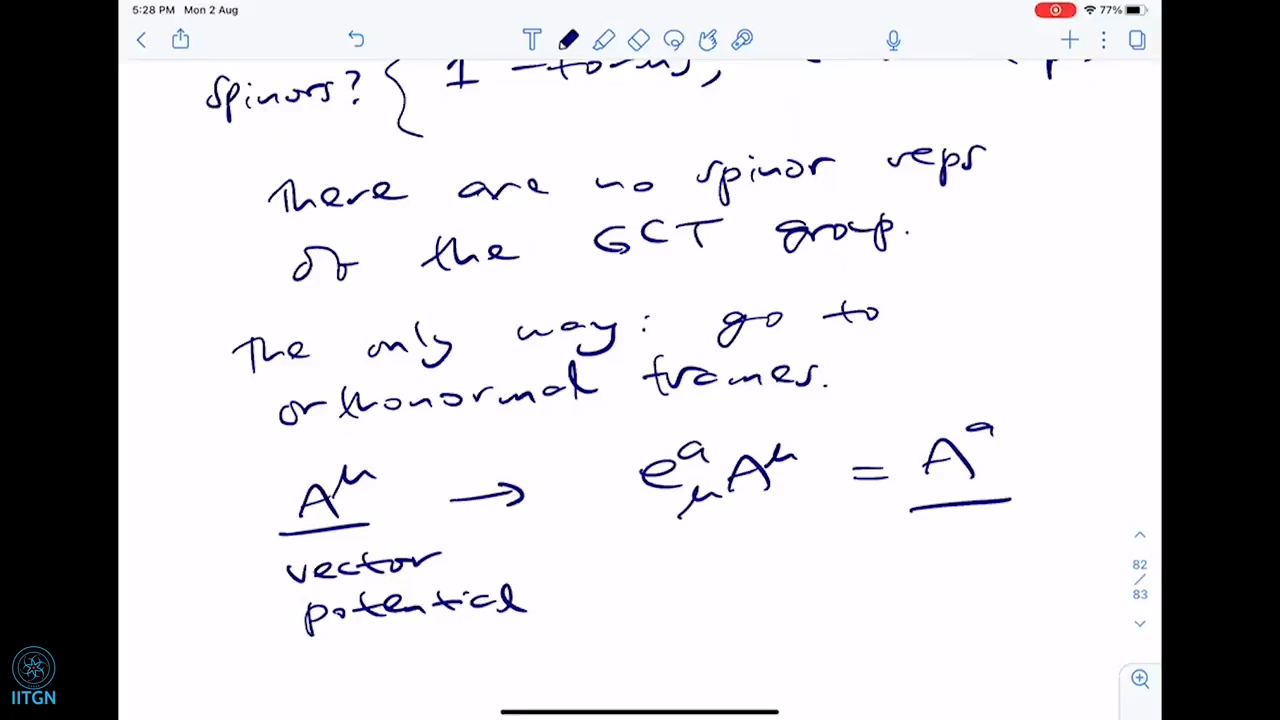 5:28 PM Mon 2 Aug
77%
spinors? { 1-forms,
there are no spinor reps
of the GCT group.
The only way: go to
orthonormal frames.
A^μ → e^a_μ A^μ = A^a
vector
potential
82
/
83
IITGN